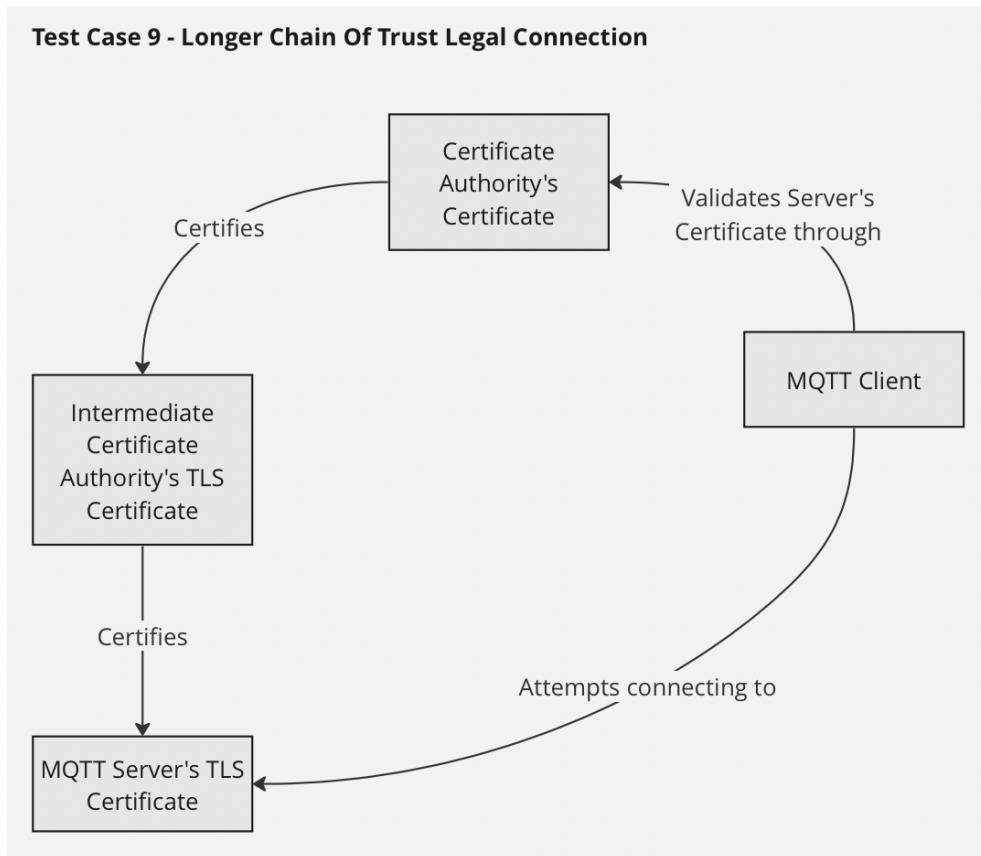 Test Case 9 - Longer Chain Of Trust Legal Connection
Certificate
Authority's
Certificate
Validates Server's
Certificate through
Certifies
MQTT Client
Intermediate
Certificate
Authority's TLS
Certificate
Certifies
Attempts connecting to
MQTT Server's TLS
Certificate